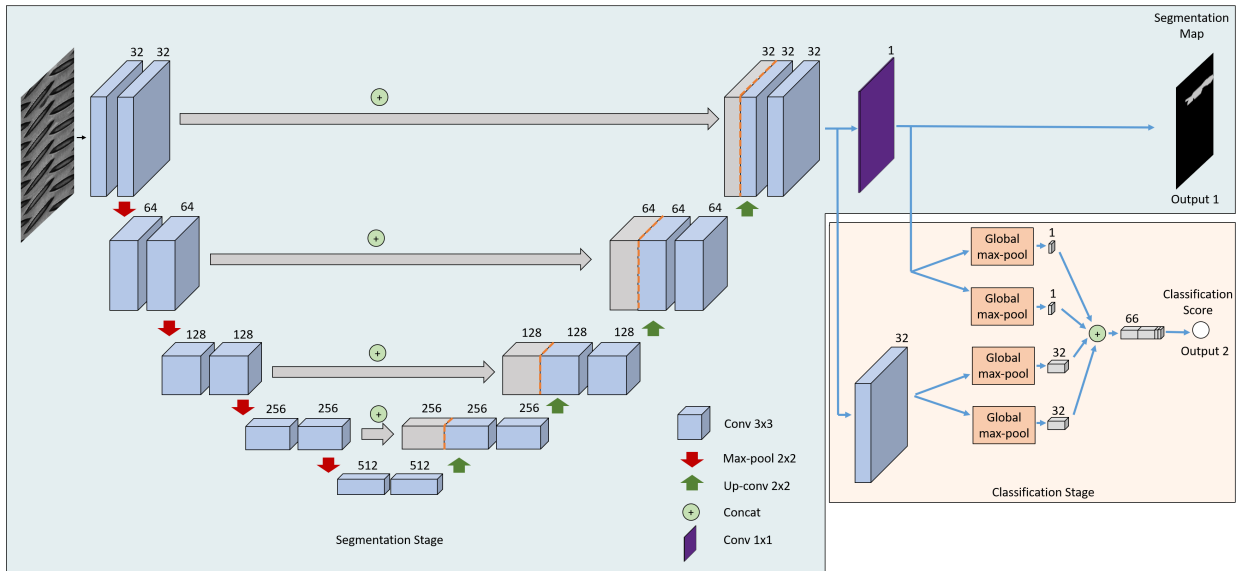 Segmentation
Map
32 32
32 32 32
1
Output 1
64 64
64 64 64
Global
max-pool
1
Global
max-pool
1
Classification
Score
66
Output 2
128 128
128 128 128
32
Global
max-pool
32
Global
max-pool
32
256 256
256 256 256
512 512
Conv 3x3
Max-pool 2x2
Up-conv 2x2
Concat
Conv 1x1
Segmentation Stage
Classification Stage